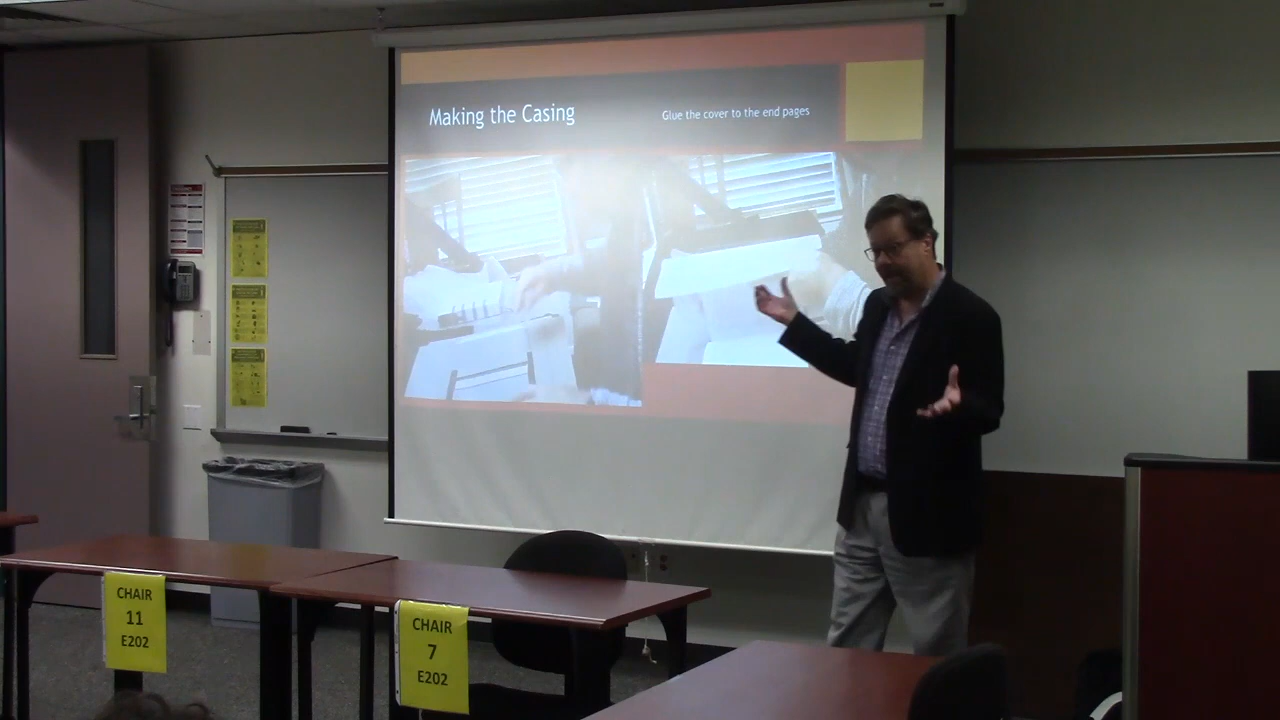 Making the Casing
Glue the cover to the end pages
CHAIR
11
E202
CHAIR
7
E202